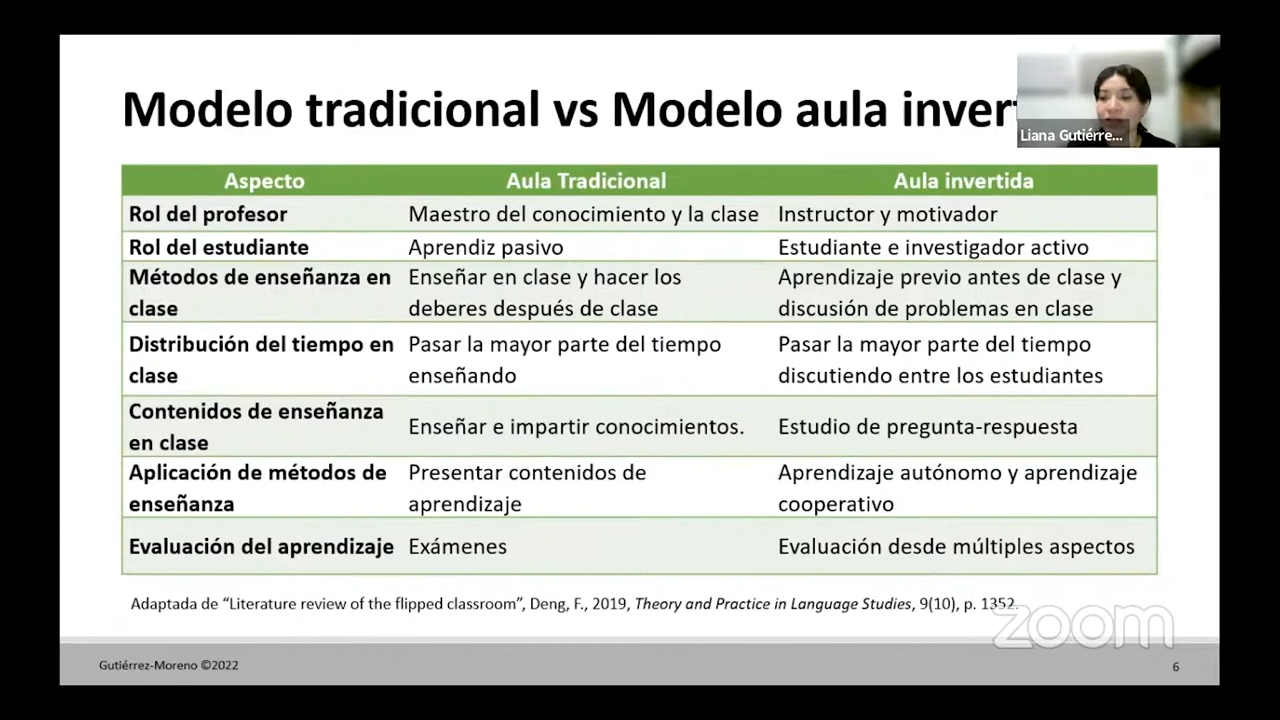 Modelo tradicional vs Modelo aula inver
Liana Gutiérre...
Aspecto Aula Tradicional Aula invertida
Rol del profesor Maestro del conocimiento y la clase Instructor y motivador
Rol del estudiante Aprendiz pasivo Estudiante e investigador activo
Métodos de enseñanza en Enseñar en clase y hacer los Aprendizaje previo antes de clase y
clase deberes después de clase discusión de problemas en clase
Distribución del tiempo en Pasar la mayor parte del tiempo Pasar la mayor parte del tiempo
clase enseñando discutiendo entre los estudiantes
Contenidos de enseñanza
en clase Enseñar e impartir conocimientos. Estudio de pregunta-respuesta
Aplicación de métodos de Presentar contenidos de Aprendizaje autónomo y aprendizaje
enseñanza aprendizaje cooperativo
Evaluación del aprendizaje Exámenes Evaluación desde múltiples aspectos
Adaptada de “Literature review of the flipped classroom”, Deng, F., 2019, Theory and Practice in Language Studies, 9(10), p. 1352.
zoom
Gutiérrez-Moreno ©2022 6